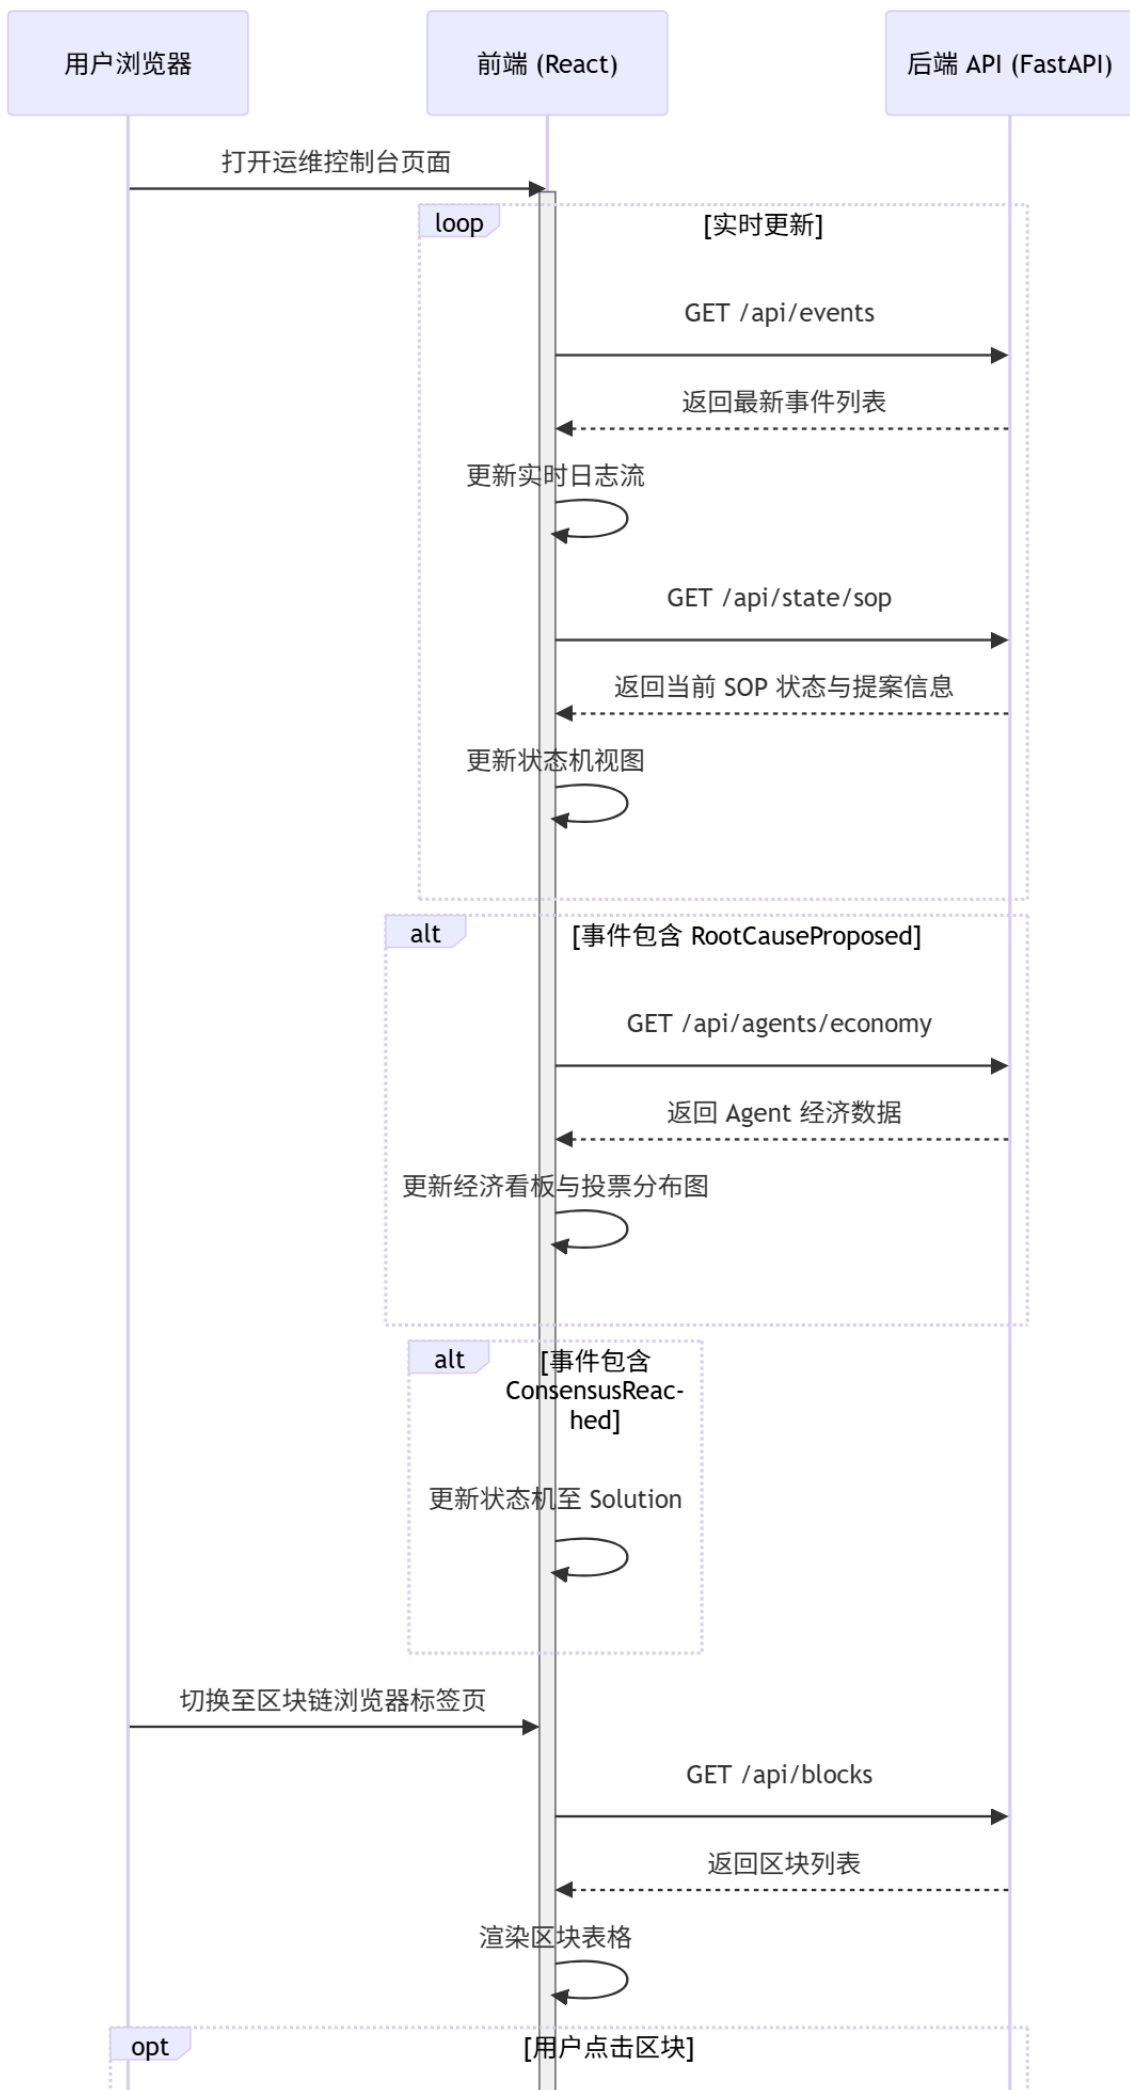 用户浏览器
前端 (React)
后端 API (FastAPI)
打开运维控制台页面
loop
[实时更新]
GET /api/events
返回最新事件列表
更新实时日志流
GET /api/state/sop
返回当前 SOP 状态与提案信息
更新状态机视图
alt
[事件包含 RootCauseProposed]
GET /api/agents/economy
返回 Agent 经济数据
更新经济看板与投票分布图
alt
[事件包含
ConsensusReac-
hed]
更新状态机至 Solution
切换至区块链浏览器标签页
GET /api/blocks
返回区块列表
渲染区块表格
opt
[用户点击区块]